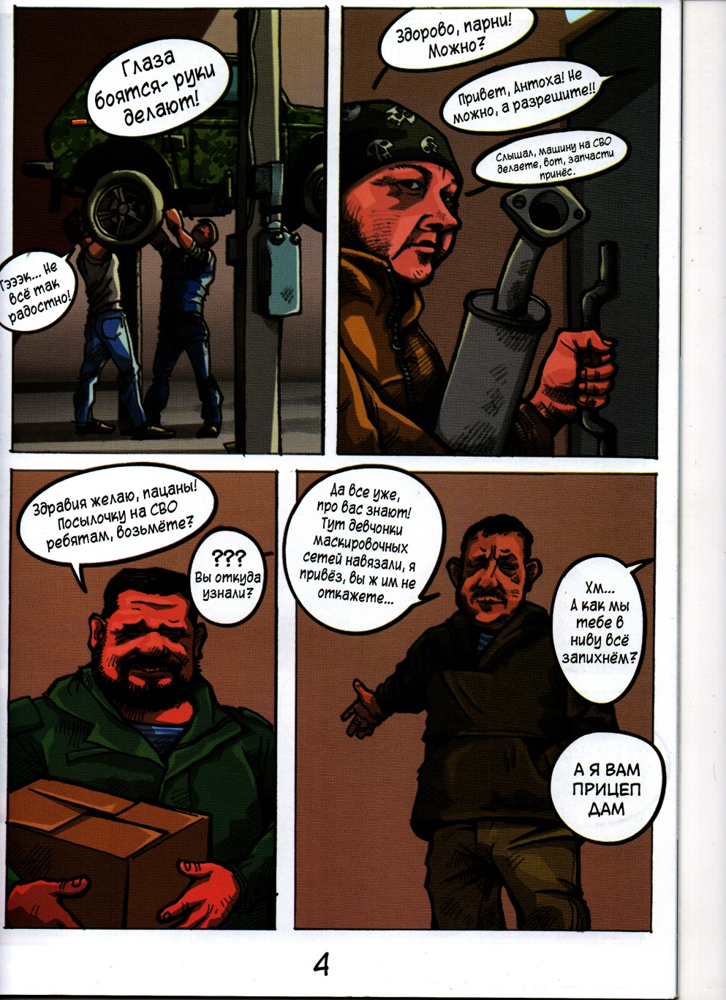 Глаза
боятся- руки
делают!
Гэээк... Не
всё так
радостно!
Здорово, парни!
Можно?
Привет, Антоха! Не
можно, а разрешите!!
Слышал, машину на СВО
делаете, вот, запчасти
принёс.
Здравия желаю, пацаны!
Посылочку на СВО
ребятам, возьмёте?
???
Вы откуда
узнали?
Да все уже,
про вас знают!
Тут девчонки
маскировочных
сетей навязали, я
привёз, вы ж им не
откажете...
Хм...
А как мы
тебе в
ниву всё
запихнём?
А Я ВАМ
ПРИЦЕП
ДАМ
4